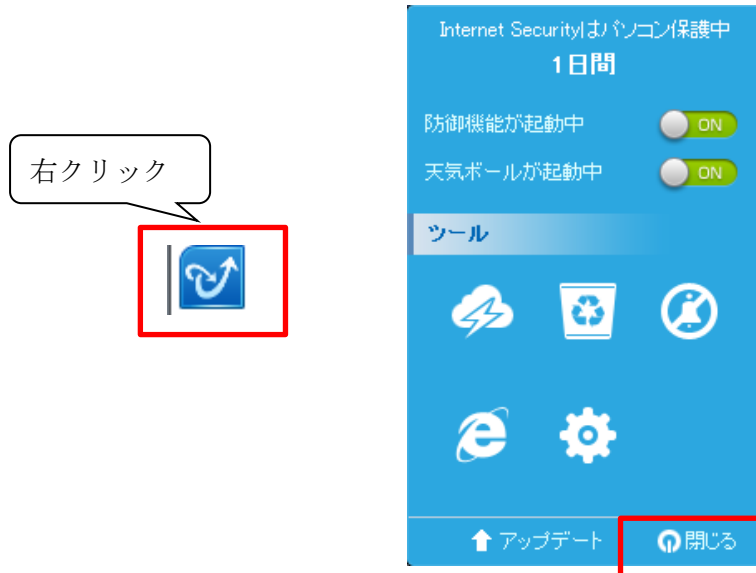 右クリック
Internet Securityはパソコン保護中
1日間
防御機能が起動中
ON
天気ボールが起動中
ON
ツール
アップデート
閉じる